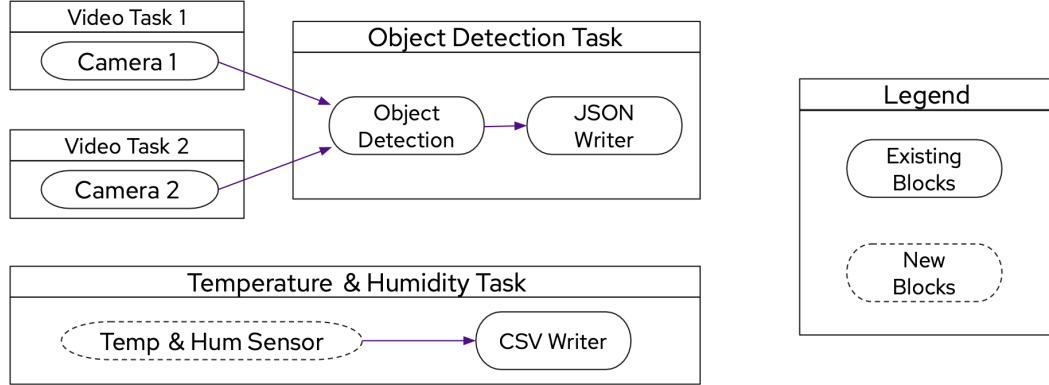 Video Task 1
Camera 1
Video Task 2
Camera 2
Object Detection Task
Object
Detection
JSON
Writer
Temperature & Humidity Task
Temp & Hum Sensor
CSV Writer
Legend
Existing
Blocks
New
Blocks